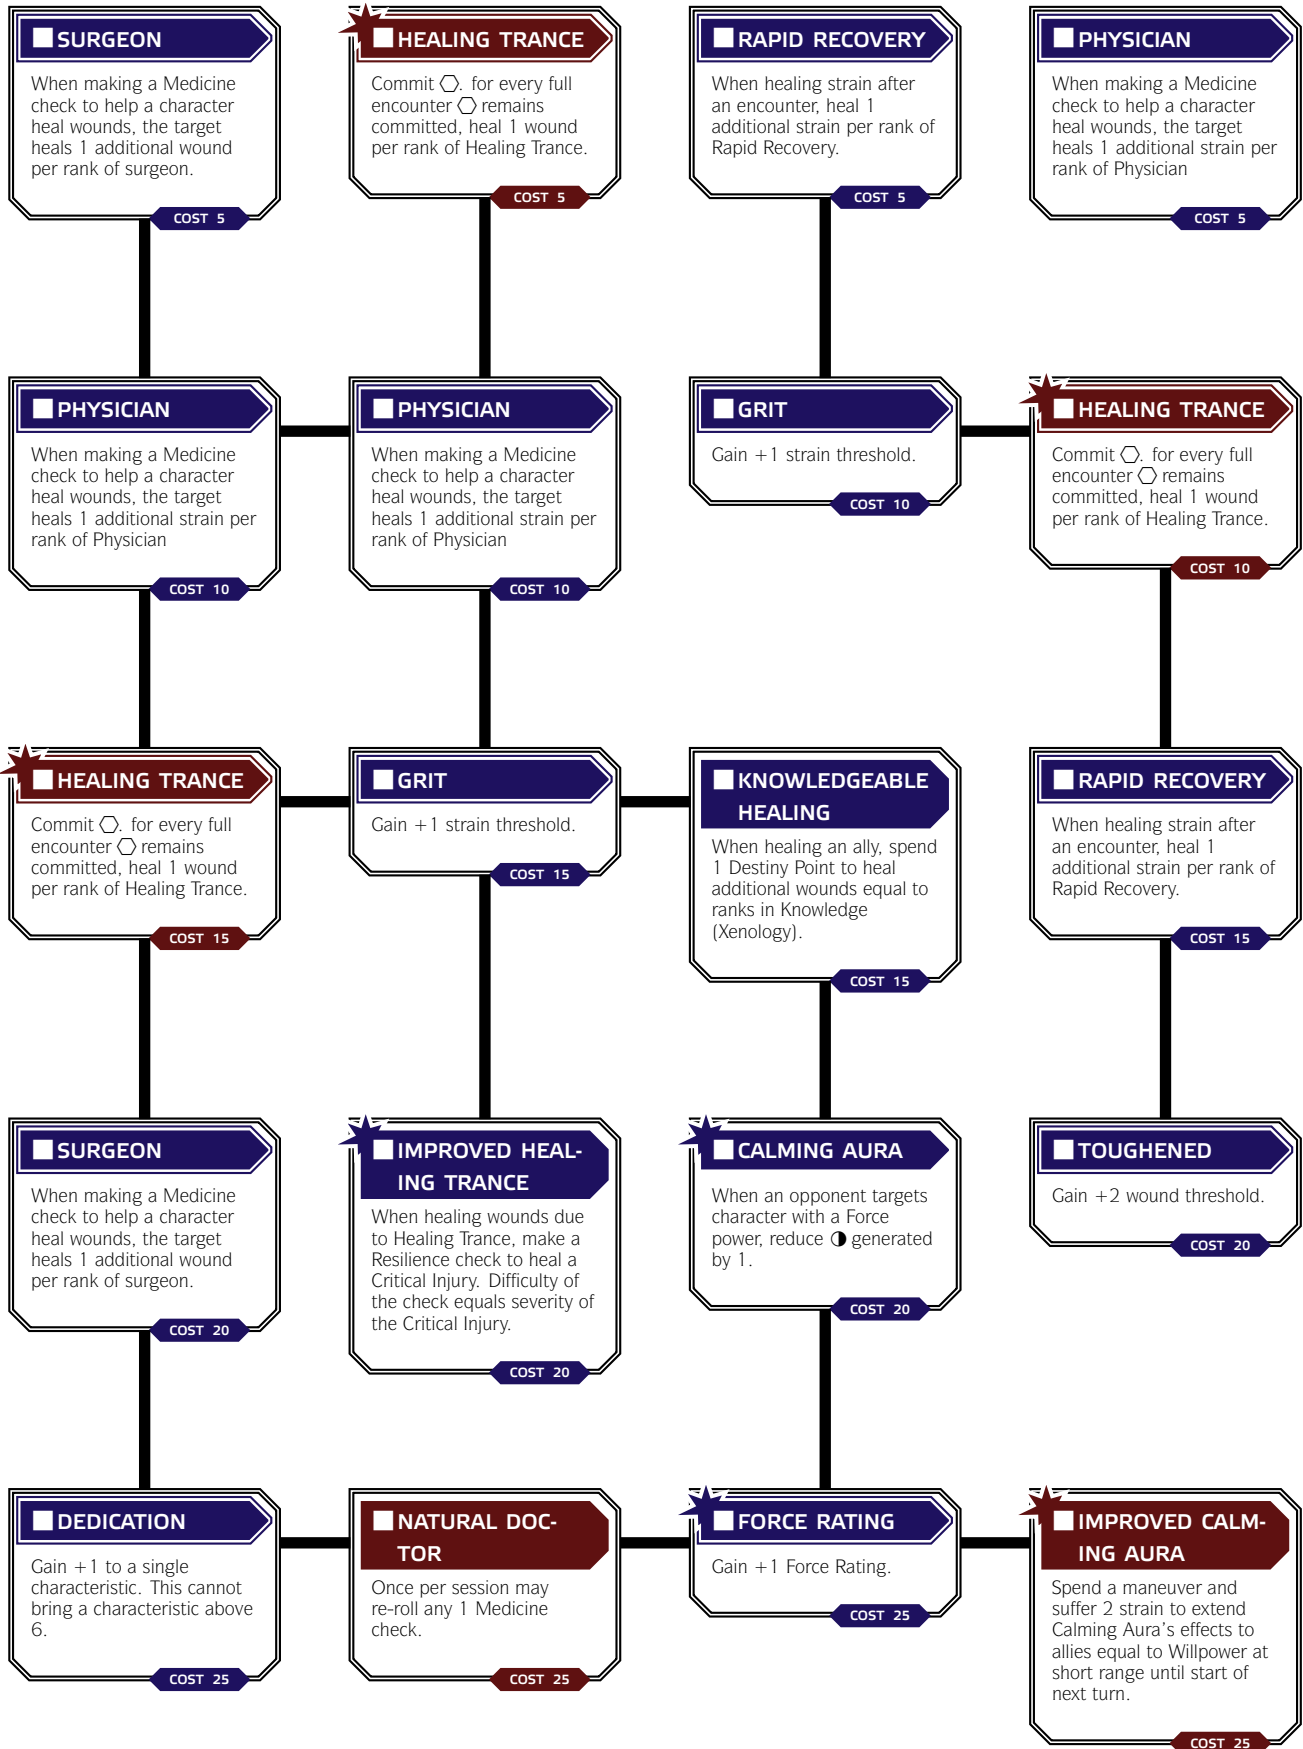 SURGEON
When making a Medicine
check to help a character
heal wounds, the target
heals 1 additional wound
per rank of surgeon.
COST 5
HEALING TRANCE
Commit . for every full
encounter remains
committed, heal 1 wound
per rank of Healing Trance.
COST 5
RAPID RECOVERY
When healing strain after
an encounter, heal 1
additional strain per rank of
Rapid Recovery.
COST 5
PHYSICIAN
When making a Medicine
check to help a character
heal wounds, the target
heals 1 additional strain per
rank of Physician
COST 5
PHYSICIAN
When making a Medicine
check to help a character
heal wounds, the target
heals 1 additional strain per
rank of Physician
COST 10
PHYSICIAN
When making a Medicine
check to help a character
heal wounds, the target
heals 1 additional strain per
rank of Physician
COST 10
GRIT
Gain +1 strain threshold.
COST 10
HEALING TRANCE
Commit . for every full
encounter remains
committed, heal 1 wound
per rank of Healing Trance.
COST 10
HEALING TRANCE
Commit . for every full
encounter remains
committed, heal 1 wound
per rank of Healing Trance.
COST 15
GRIT
Gain +1 strain threshold.
COST 15
KNOWLEDGEABLE
HEALING
When healing an ally, spend
1 Destiny Point to heal
additional wounds equal to
ranks in Knowledge
(Xenology).
COST 15
RAPID RECOVERY
When healing strain after
an encounter, heal 1
additional strain per rank of
Rapid Recovery.
COST 15
SURGEON
When making a Medicine
check to help a character
heal wounds, the target
heals 1 additional wound
per rank of surgeon.
COST 20
IMPROVED HEAL-
ING TRANCE
When healing wounds due
to Healing Trance, make a
Resilience check to heal a
Critical Injury. Difficulty of
the check equals severity of
the Critical Injury.
COST 20
CALMING AURA
When an opponent targets
character with a Force
power, reduce generated
by 1.
COST 20
TOUGHENED
Gain +2 wound threshold.
COST 20
DEDICATION
Gain +1 to a single
characteristic. This cannot
bring a characteristic above
6.
COST 25
NATURAL DOC-
TOR
Once per session may
re-roll any 1 Medicine
check.
COST 25
FORCE RATING
Gain +1 Force Rating.
COST 25
IMPROVED CALM-
ING AURA
Spend a maneuver and
suffer 2 strain to extend
Calming Aura's effects to
allies equal to Willpower at
short range until start of
next turn.
COST 25